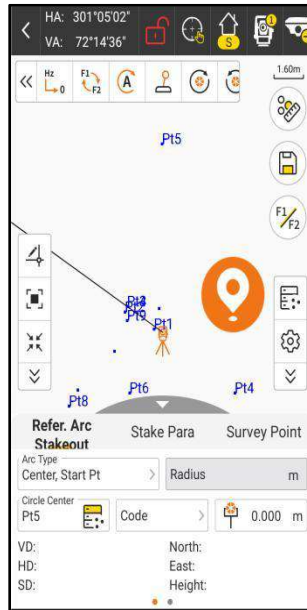 HA: 301°05'02"
VA: 72°14'36"
S
1
Hz
0
F1
F2
A
1.60m
Pt5
F1/F2
Pt1
Pt8
Pt6
Pt4
Refer. Arc Stakeout
Stake Para
Survey Point
Arc Type
Center, Start Pt
Radius
m
Circle Center
Pt5
Code
0.000 m
VD:
North:
HD:
East:
SD:
Height: